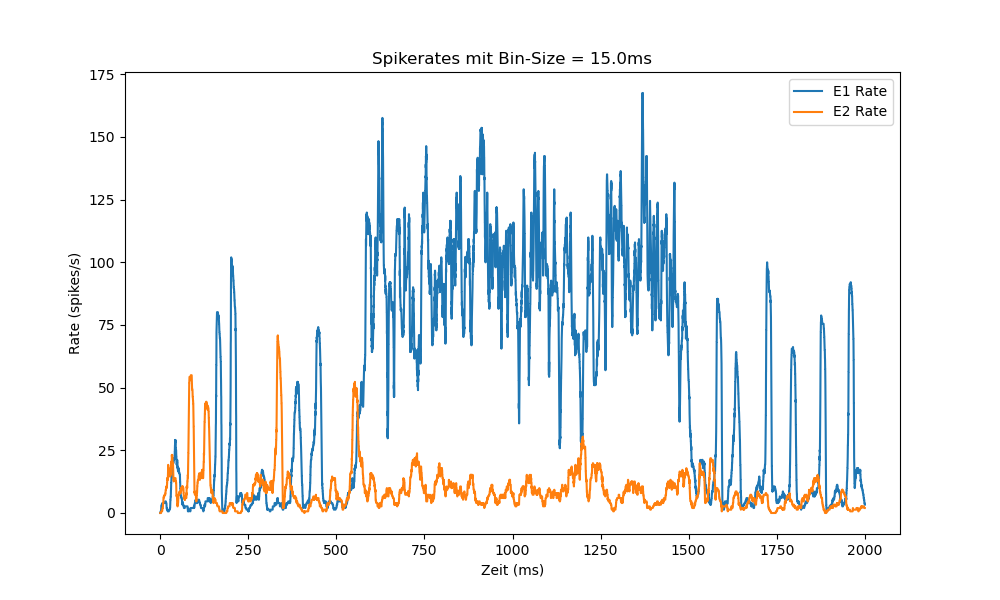 Spikerates mit Bin-Size = 15.0ms
E1 Rate
E2 Rate
Rate (spikes/s)
175
150
125
100
75
50
25
0
0 250 500 750 1000 1250 1500 1750 2000
Zeit (ms)